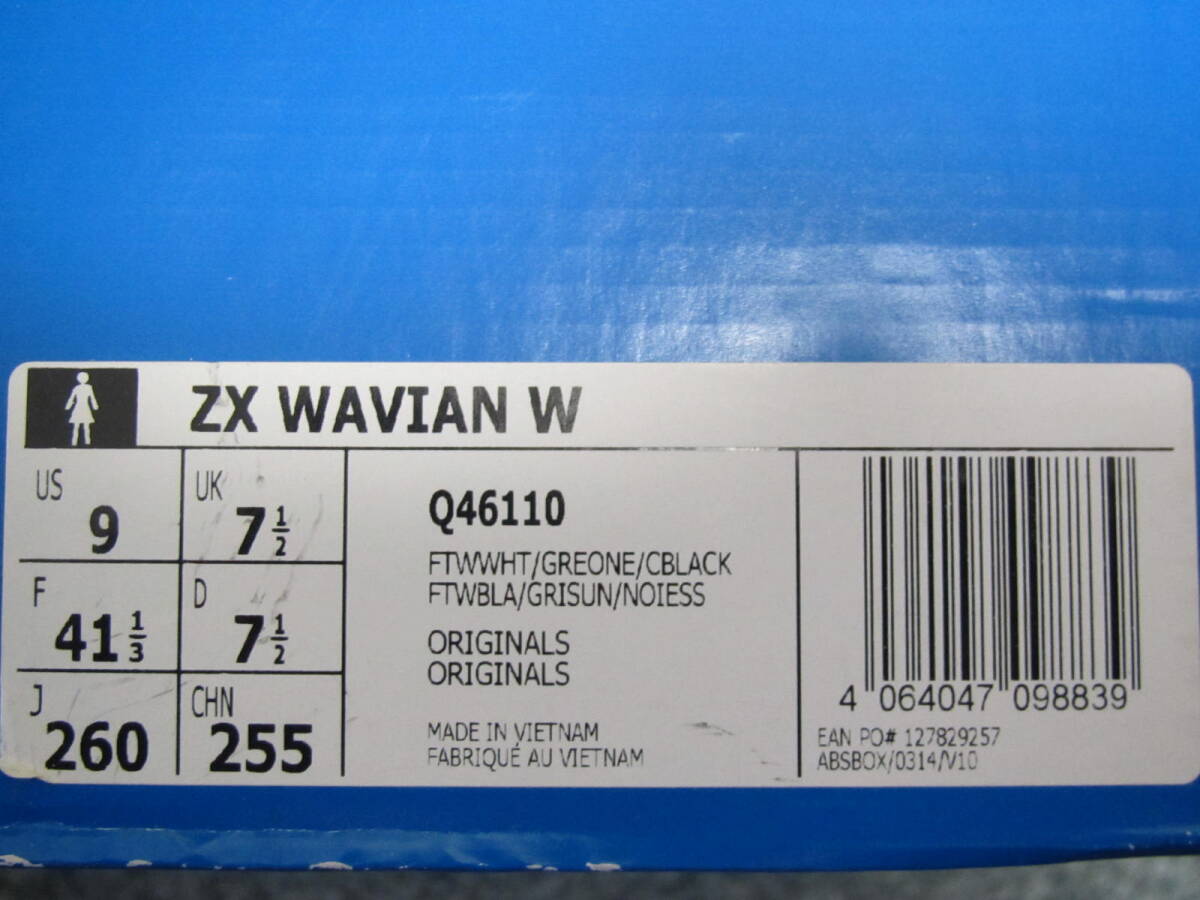 ZX WAVIAN W
US 9
UK 7 1/2
F 41 1/3
D 7 1/2
J 260
CHN 255
Q46110
FTWWHT/GREONE/CBLACK
FTWBLA/GRISUN/NOIESS
ORIGINALS
ORIGINALS
MADE IN VIETNAM
FABRIQUÉ AU VIETNAM
4 064047 098839
EAN PO# 127829257
ABSBOX/0314/V10